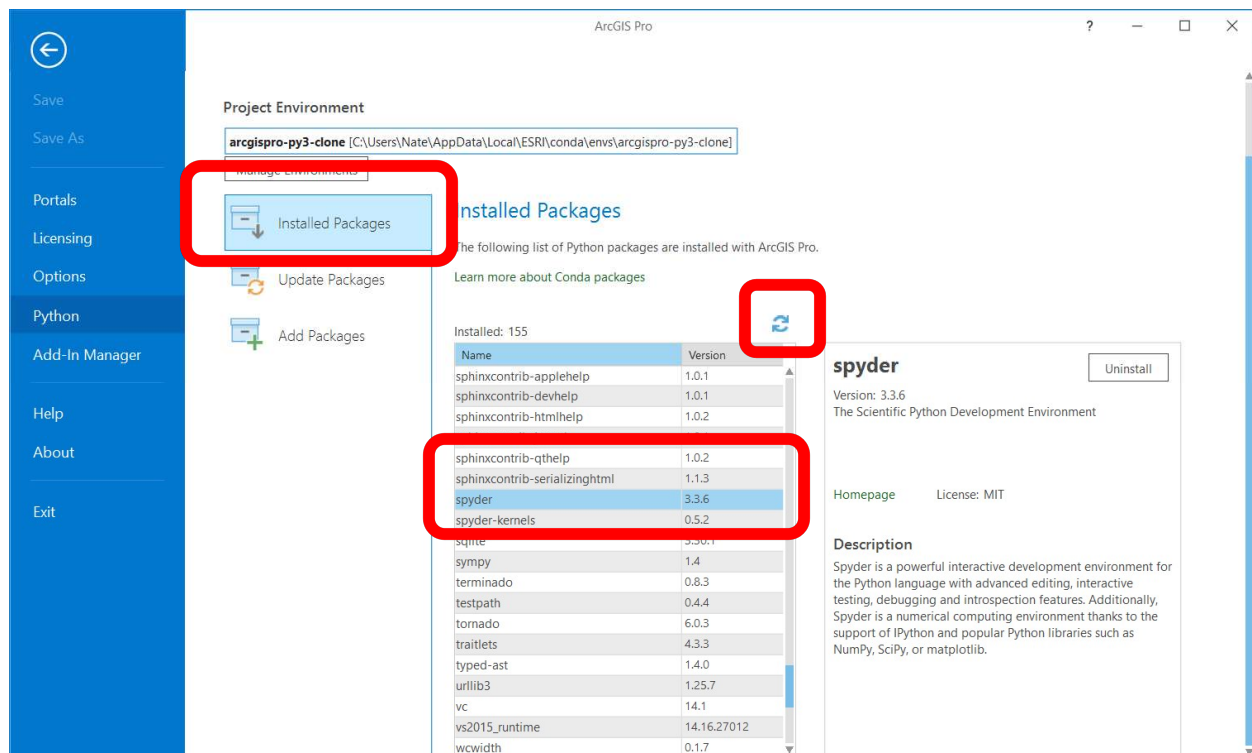 ArcGIS Pro
?
Save
Save As
Portals
Licensing
Options
Python
Add-In Manager
Help
About
Exit
Project Environment
arcgispro-py3-clone [C:\Users\Nate\AppData\Local\ESRI\conda\envs\arcgispro-py3-clone]
Manage Environments
Installed Packages
Update Packages
Add Packages
Installed Packages
The following list of Python packages are installed with ArcGIS Pro.
Learn more about Conda packages
Installed: 155
Name Version
sphinxcontrib-applehelp 1.0.1
sphinxcontrib-devhelp 1.0.1
sphinxcontrib-htmlhelp 1.0.2
sphinxcontrib-qthelp 1.0.2
sphinxcontrib-serializinghtml 1.1.3
spyder 3.3.6
spyder-kernels 0.5.2
sqlite 3.30.1
sympy 1.4
terminado 0.8.3
testpath 0.4.4
tornado 6.0.3
traitlets 4.3.3
typed-ast 1.4.0
urllib3 1.25.7
vc 14.1
vs2015_runtime 14.16.27012
wcwidth 0.1.7
spyder
Uninstall
Version: 3.3.6
The Scientific Python Development Environment
Homepage License: MIT
Description
Spyder is a powerful interactive development environment for
the Python language with advanced editing, interactive
testing, debugging and introspection features. Additionally,
Spyder is a numerical computing environment thanks to the
support of IPython and popular Python libraries such as
NumPy, SciPy, or matplotlib.